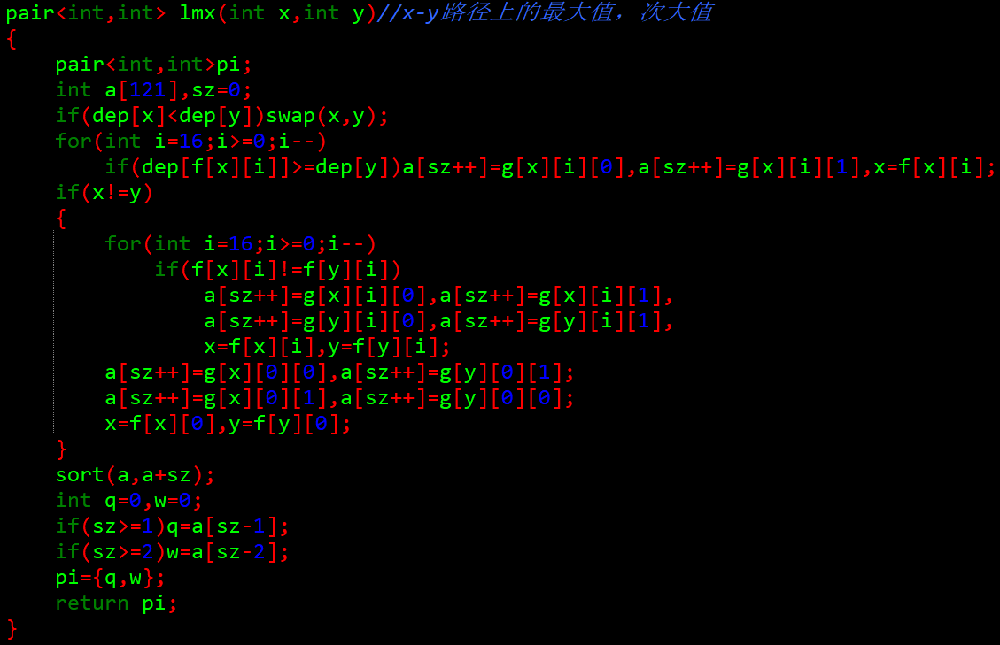 pair<int,int> lmx(int x,int y)//x-y路径上的最大值，次大值
{
    pair<int,int>pi;
    int a[121],sz=0;
    if(dep[x]<dep[y])swap(x,y);
    for(int i=16;i>=0;i--)
        if(dep[f[x][i]]>=dep[y])a[sz++]=g[x][i][0],a[sz++]=g[x][i][1],x=f[x][i];
    if(x!=y)
    {
        for(int i=16;i>=0;i--)
            if(f[x][i]!=f[y][i])
                a[sz++]=g[x][i][0],a[sz++]=g[x][i][1],
                a[sz++]=g[y][i][0],a[sz++]=g[y][i][1],
                x=f[x][i],y=f[y][i];
        a[sz++]=g[x][0][0],a[sz++]=g[y][0][1];
        a[sz++]=g[x][0][1],a[sz++]=g[y][0][0];
        x=f[x][0],y=f[y][0];
    }
    sort(a,a+sz);
    int q=0,w=0;
    if(sz>=1)q=a[sz-1];
    if(sz>=2)w=a[sz-2];
    pi={q,w};
    return pi;
}